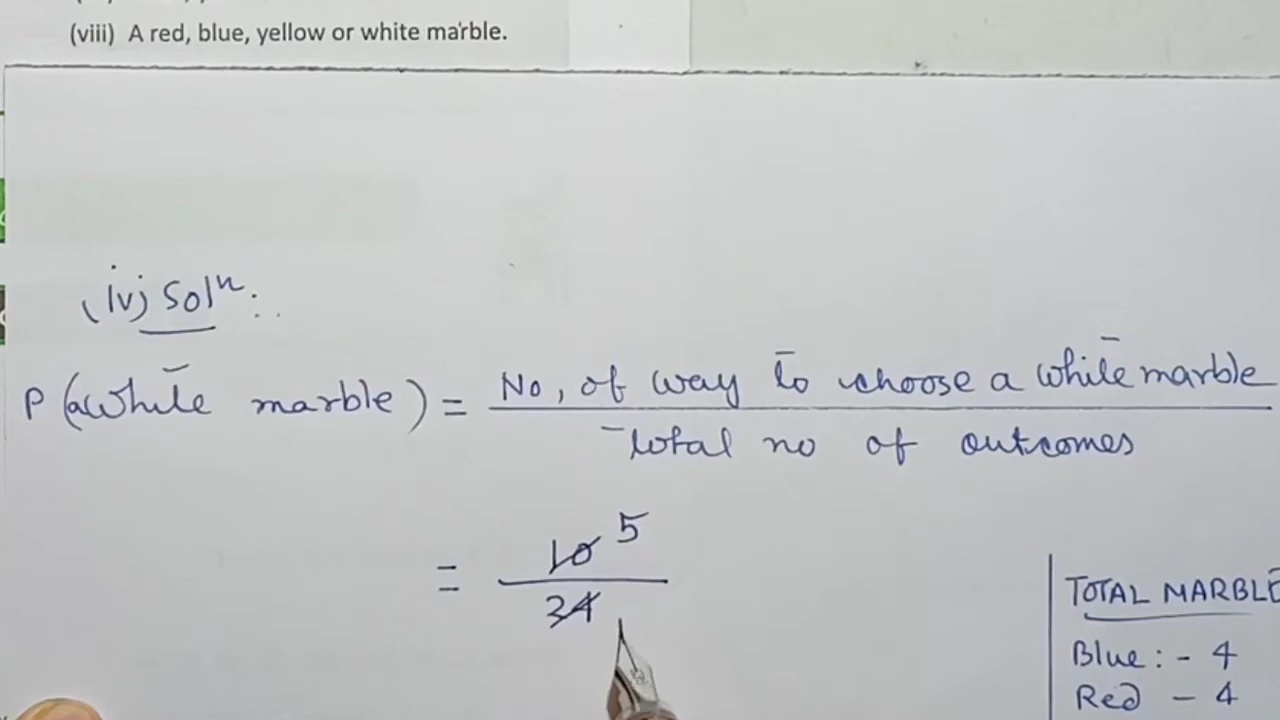 (viii) A red, blue, yellow or white marble.
(iv) Solⁿ :.
P (a white marble) = No, of way to choose a white marble
total no of outcomes
= 10 5
34
TOTAL MARBLE
Blue : - 4
Red - 4